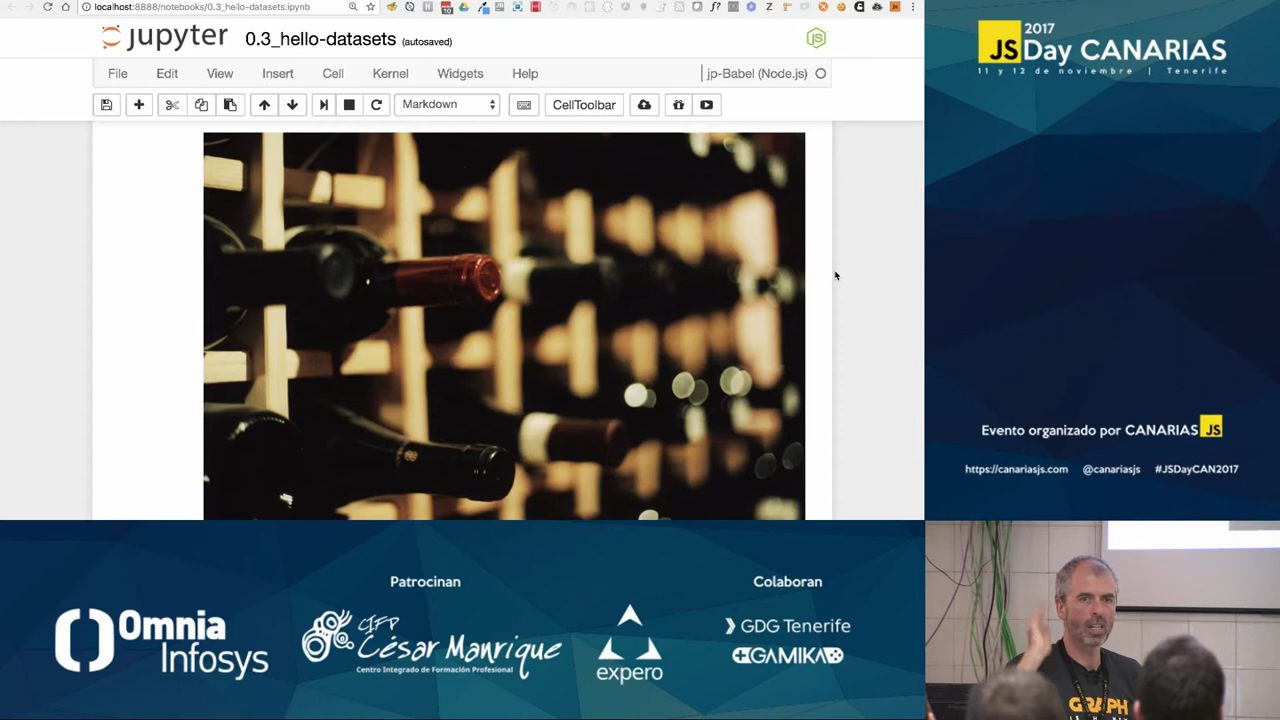 localhost:8888/notebooks/0.3_hello-datasets.ipynb
jupyter 0.3_hello-datasets (autosaved)
JS
File Edit View Insert Cell Kernel Widgets Help jp-Babel (Node.js)
Markdown CellToolbar
2017
JS Day CANARIAS
11 y 12 de noviembre | Tenerife
Evento organizado por CANARIAS JS
https://canariasjs.com @canariasjs #JSDayCAN2017
Patrocinan
Omnia
Infosys
CIFP
César Manrique
Centro Integrado de Formación Profesional
expero
Colaboran
GDG Tenerife
GAMIKA
GRAPH